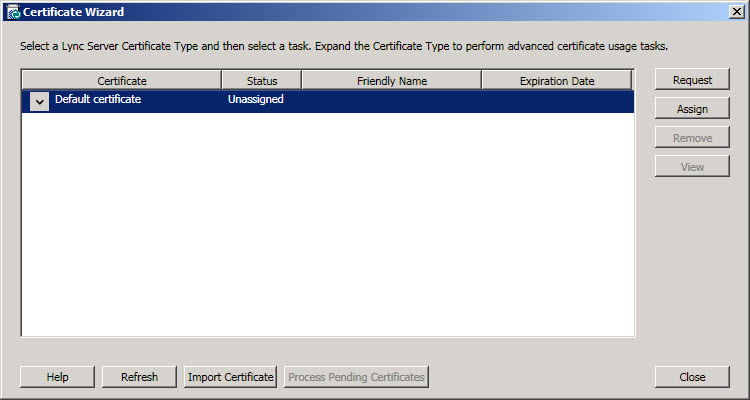 Certificate Wizard
Select a Lync Server Certificate Type and then select a task. Expand the Certificate Type to perform advanced certificate usage tasks.
Certificate Status Friendly Name Expiration Date
Default certificate Unassigned
Request
Assign
Remove
View
Help Refresh Import Certificate Process Pending Certificates Close